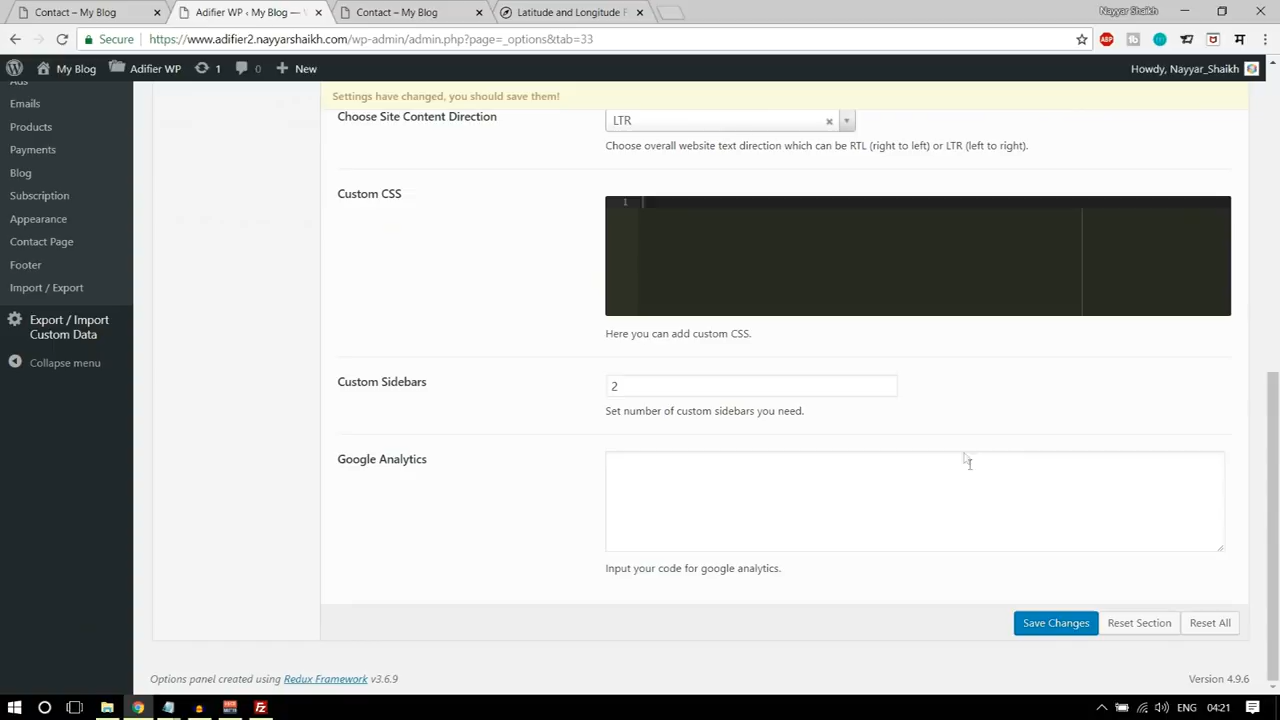 Contact – My Blog
Adifier WP ‹ My Blog —
Contact – My Blog
Latitude and Longitude F
Nayyar Shaikh
Secure
https://www.adifier2.nayyarshaikh.com/wp-admin/admin.php?page=_options&tab=33
ABP
My Blog
Adifier WP
1
0
New
Howdy, Nayyar_Shaikh
Ads
Emails
Products
Payments
Blog
Subscription
Appearance
Contact Page
Footer
Import / Export
Export / Import
Custom Data
Collapse menu
Settings have changed, you should save them!
Choose Site Content Direction
LTR
Choose overall website text direction which can be RTL (right to left) or LTR (left to right).
Custom CSS
1
Here you can add custom CSS.
Custom Sidebars
2
Set number of custom sidebars you need.
Google Analytics
Input your code for google analytics.
Save Changes
Reset Section
Reset All
Options panel created using Redux Framework v3.6.9
Version 4.9.6
ENG
04:21